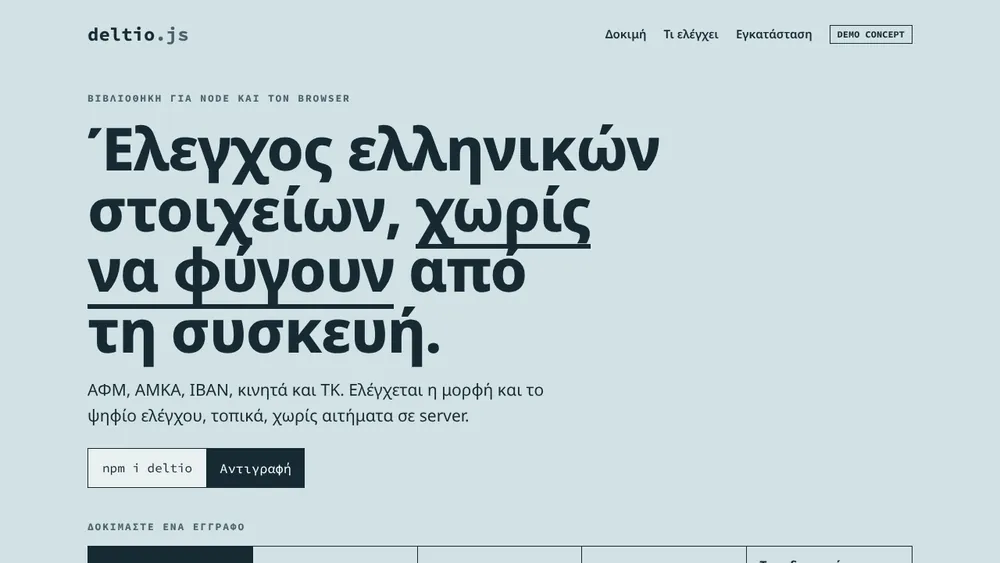 deltio.js
Δοκιμή
Τι ελέγχει
Εγκατάσταση
DEMO CONCEPT
ΒΙΒΛΙΟΘΗΚΗ ΓΙΑ NODE ΚΑΙ ΤΟΝ BROWSER
Έλεγχος ελληνικών
στοιχείων, χωρίς
να φύγουν από
τη συσκευή.
ΑΦΜ, ΑΜΚΑ, IBAN, κινητά και ΤΚ. Ελέγχεται η μορφή και το
ψηφίο ελέγχου, τοπικά, χωρίς αιτήματα σε server.
npm i deltio
Αντιγραφή
ΔΟΚΙΜΑΣΤΕ ΕΝΑ ΕΓΓΡΑΦΟ